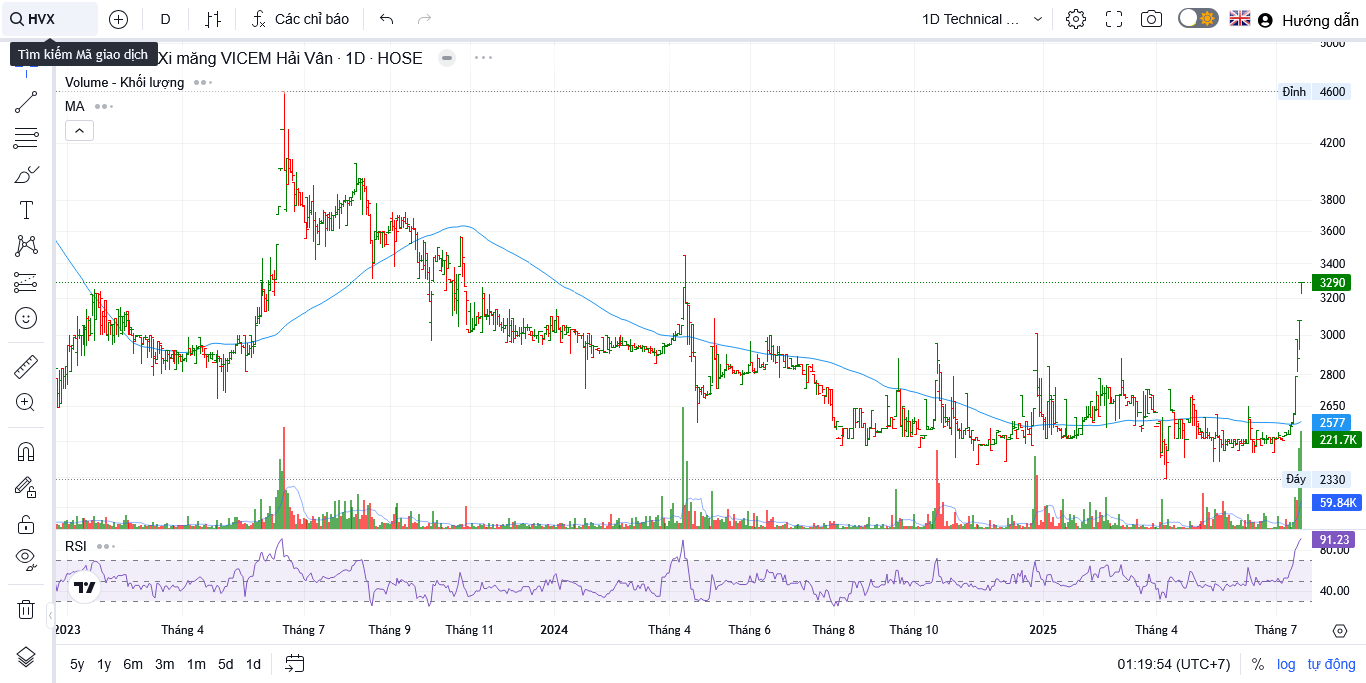 HVX
D
Các chỉ báo
1D Technical ...
Hướng dẫn
Tìm kiếm Mã giao dịch
Xi măng VICEM Hải Vân · 1D · HOSE
Volume - Khối lượng
MA
5000
Đỉnh 4600
4200
3800
3600
3400
3290
3200
3000
2800
2650
2577
221.7K
Đáy 2330
59.84K
RSI
91.23
80.00
40.00
2023 Tháng 4 Tháng 7 Tháng 9 Tháng 11 2024 Tháng 4 Tháng 6 Tháng 8 Tháng 10 2025 Tháng 4 Tháng 7
5y 1y 6m 3m 1m 5d 1d
01:19:54 (UTC+7) % log tự động